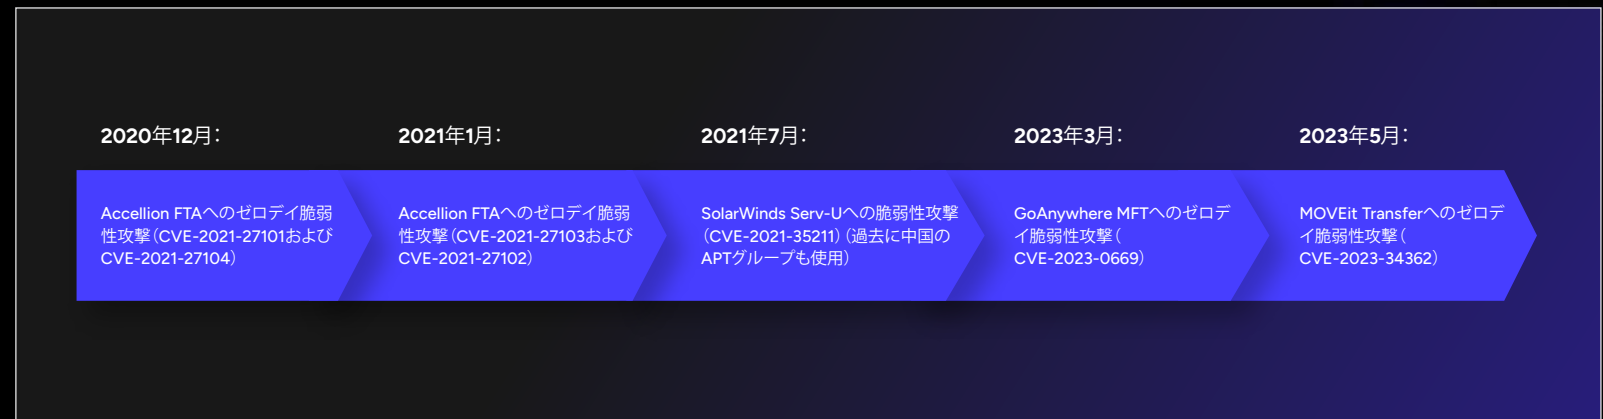 2020年12月：
Accellion FTAへのゼロデイ脆弱
性攻撃（CVE-2021-27101および
CVE-2021-27104）
2021年1月：
Accellion FTAへのゼロデイ脆弱
性攻撃（CVE-2021-27103および
CVE-2021-27102）
2021年7月：
SolarWinds Serv-Uへの脆弱性攻撃
（CVE-2021-35211）（過去に中国の
APTグループも使用）
2023年3月：
GoAnywhere MFTへのゼロデ
イ脆弱性攻撃（
CVE-2023-0669）
2023年5月：
MOVEit Transferへのゼロデ
イ脆弱性攻撃（
CVE-2023-34362）